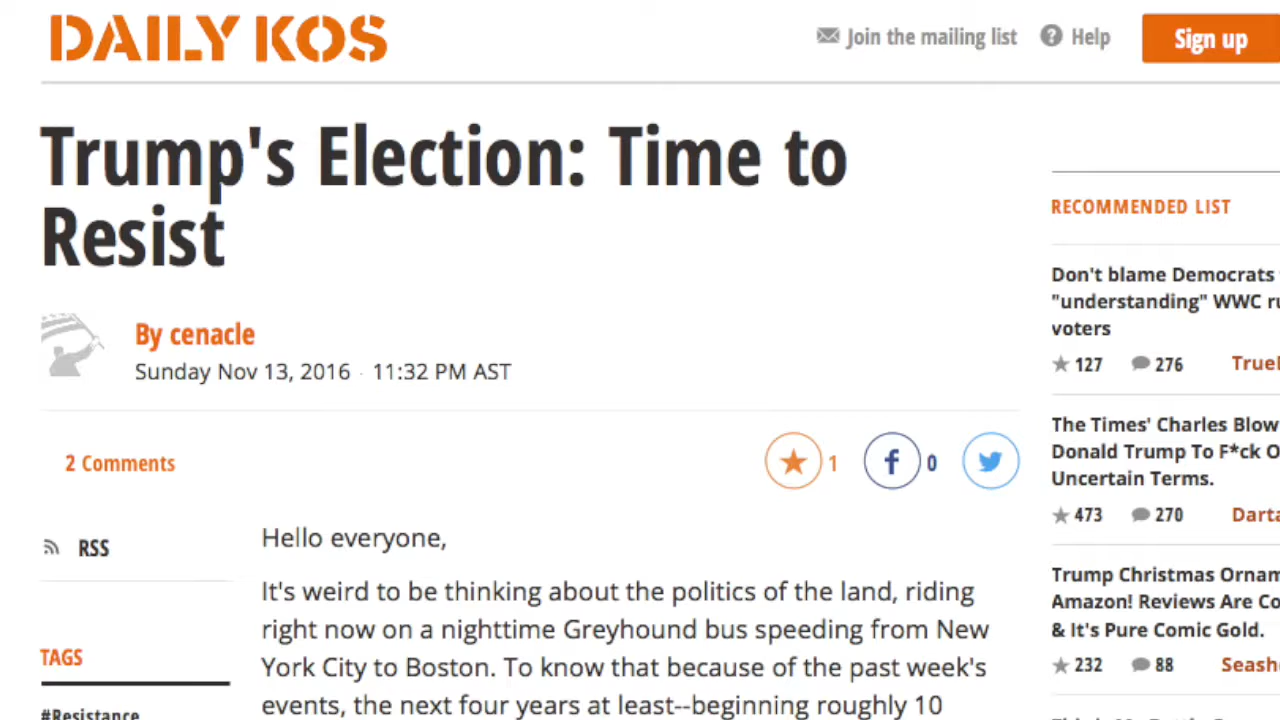 DAILY KOS
Join the mailing list
Help
Sign up
Trump's Election: Time to
Resist
By cenacle
Sunday Nov 13, 2016 · 11:32 PM AST
2 Comments
1
0
RSS
TAGS
#Resistance
Hello everyone,
It's weird to be thinking about the politics of the land, riding
right now on a nighttime Greyhound bus speeding from New
York City to Boston. To know that because of the past week's
events, the next four years at least--beginning roughly 10
RECOMMENDED LIST
Don't blame Democrats
"understanding" WWC
voters
127 276
The Times' Charles Blow
Donald Trump To F*ck
Uncertain Terms.
473 270
Trump Christmas
Amazon! Reviews Are
& It's Pure Comic Gold.
232 88